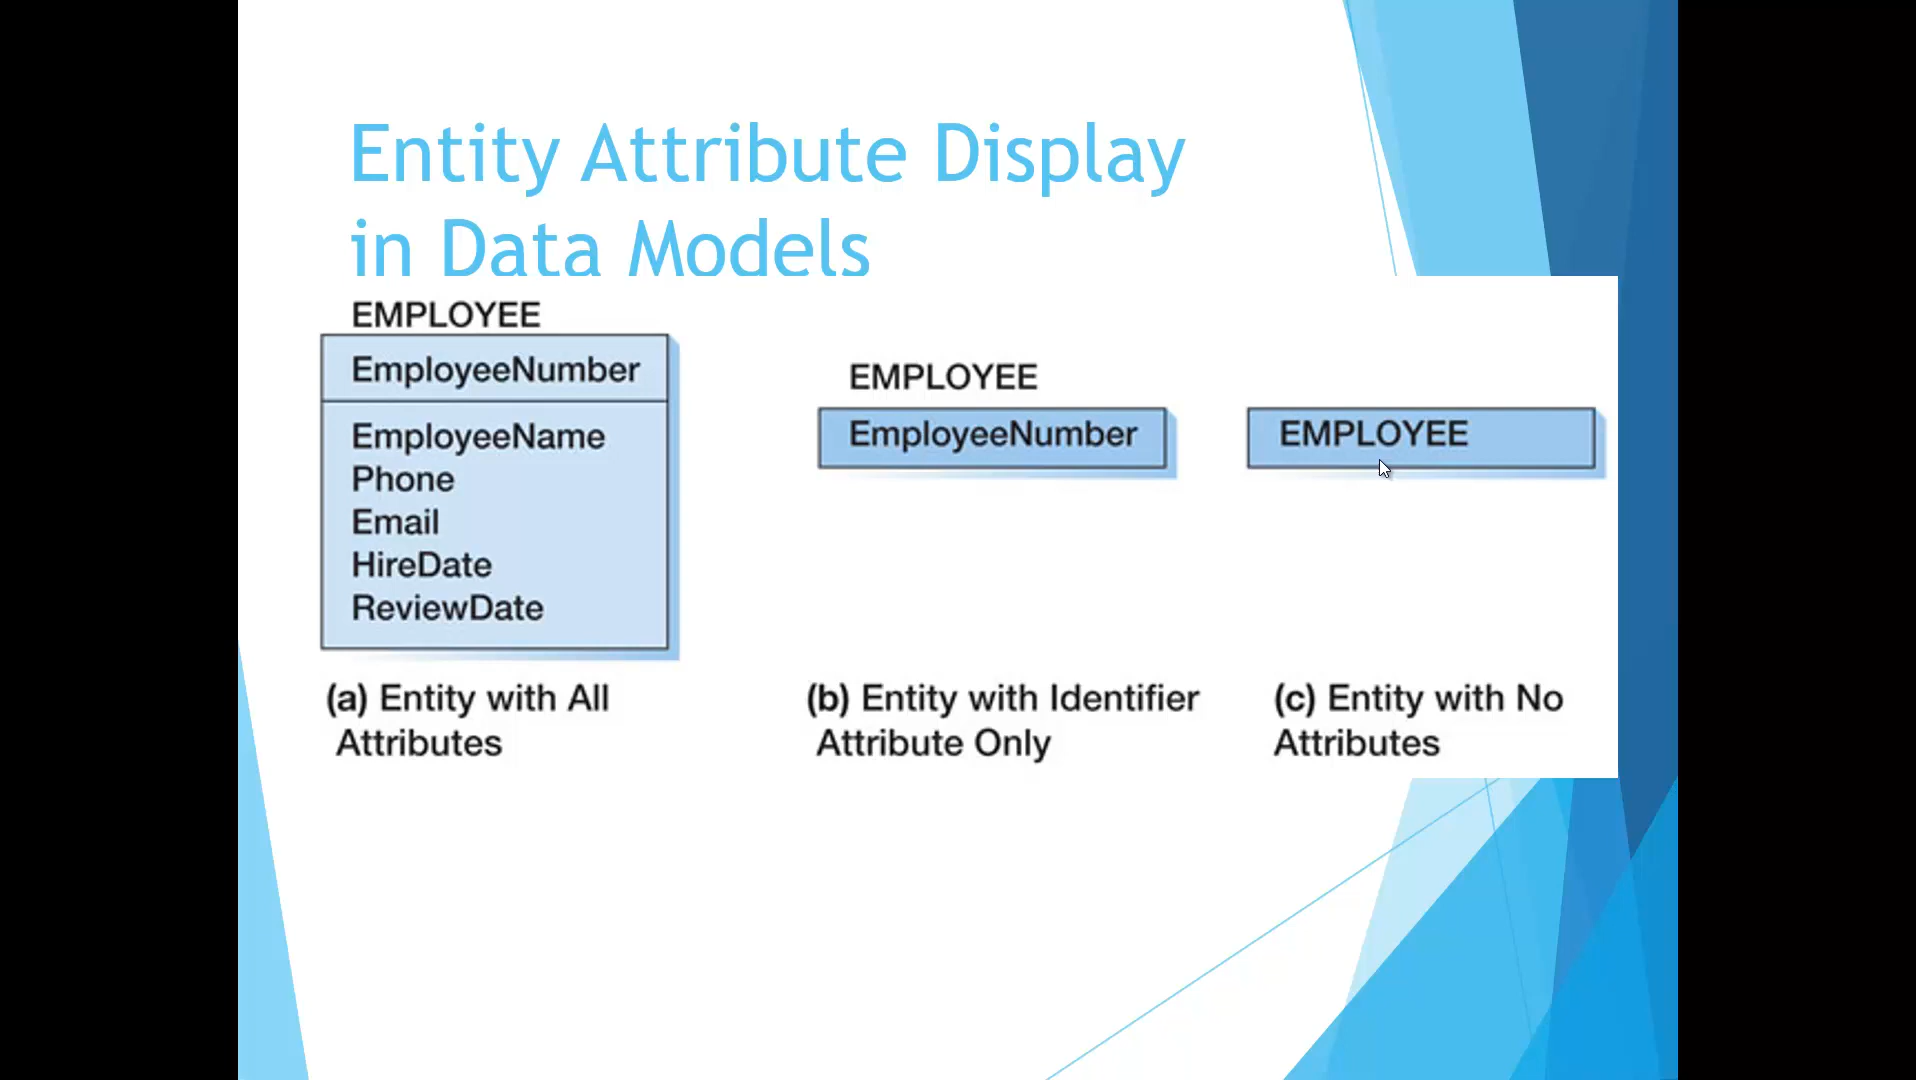 Entity Attribute Display
in Data Models
EMPLOYEE
EmployeeNumber
EmployeeName
Phone
Email
HireDate
ReviewDate
(a) Entity with All
Attributes
EMPLOYEE
EmployeeNumber
(b) Entity with Identifier
Attribute Only
EMPLOYEE
(c) Entity with No
Attributes